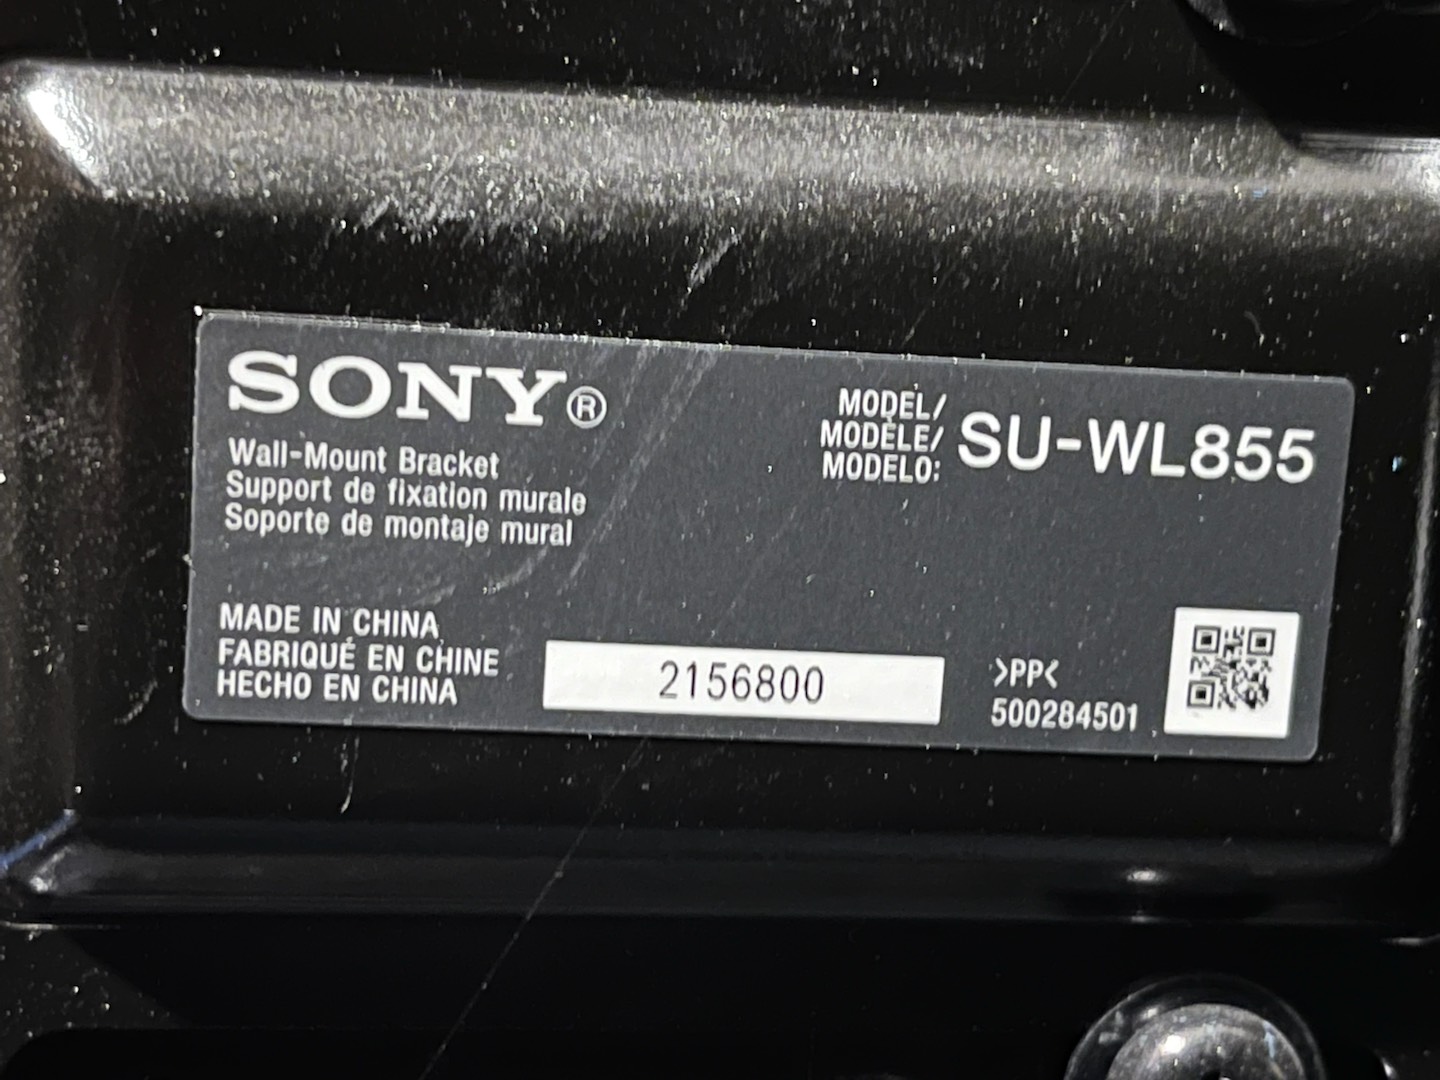 SONY®
Wall-Mount Bracket
Support de fixation murale
Soporte de montaje mural
MODEL/
MODÈLE/
MODELO:
SU-WL855
MADE IN CHINA
FABRIQUÉ EN CHINE
HECHO EN CHINA
2156800
>PP<
500284501